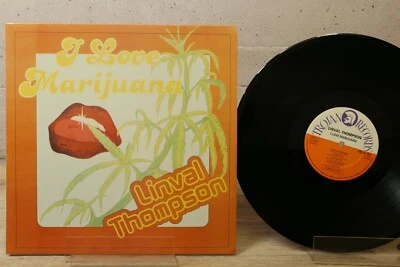 I Love
Marijuana
Linval
Thompson
TROJAN RECORDS
LINVAL THOMPSON
I LOVE MARIJUANA